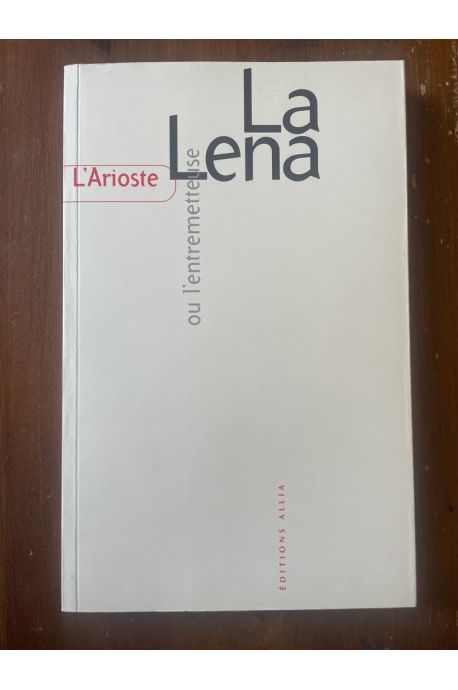 La
Lena
L'Arioste
ou l'entremetteuse
ÉDITIONS ALLIA